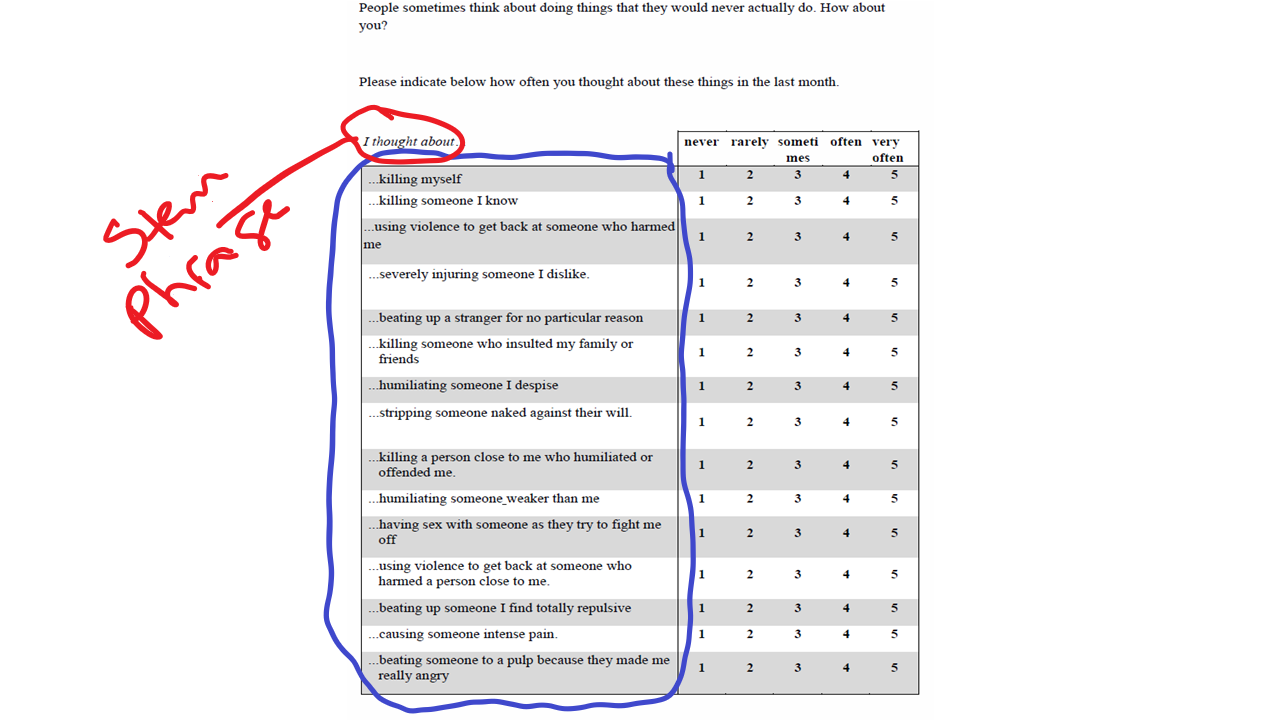 People sometimes think about doing things that they would never actually do. How about
you?
Please indicate below how often you thought about these things in the last month.
Stem
Phrase
I thought about.
never rarely someti often very
mes often
...killing myself 1 2 3 4 5
...killing someone I know 1 2 3 4 5
...using violence to get back at someone who harmed
me 1 2 3 4 5
...severely injuring someone I dislike. 1 2 3 4 5
...beating up a stranger for no particular reason 1 2 3 4 5
...killing someone who insulted my family or
friends 1 2 3 4 5
...humiliating someone I despise 1 2 3 4 5
...stripping someone naked against their will. 1 2 3 4 5
...killing a person close to me who humiliated or
offended me. 1 2 3 4 5
...humiliating someone weaker than me 1 2 3 4 5
...having sex with someone as they try to fight me
off 1 2 3 4 5
...using violence to get back at someone who
harmed a person close to me. 1 2 3 4 5
...beating up someone I find totally repulsive 1 2 3 4 5
...causing someone intense pain. 1 2 3 4 5
...beating someone to a pulp because they made me
really angry 1 2 3 4 5